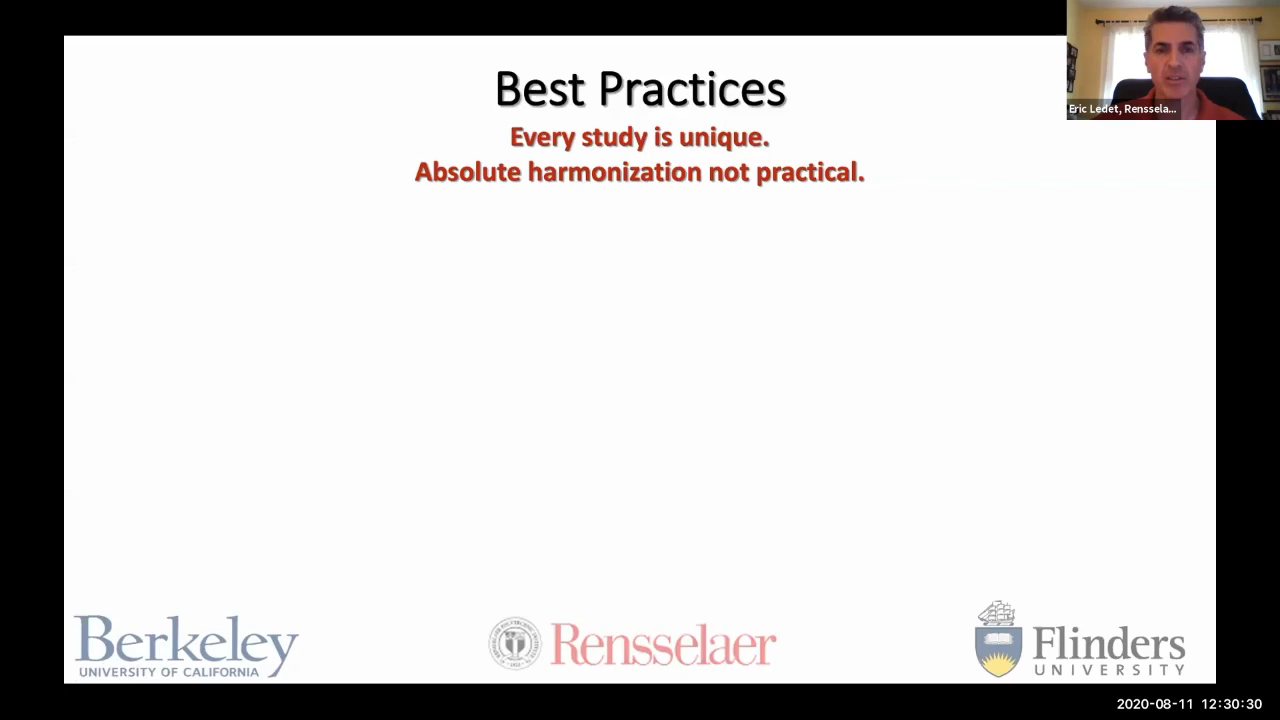 Best Practices
Every study is unique.
Absolute harmonization not practical.
Eric Ledet, Renssela...
Berkeley
UNIVERSITY OF CALIFORNIA
Rensselaer
Flinders
UNIVERSITY
2020-08-11 12:30:30